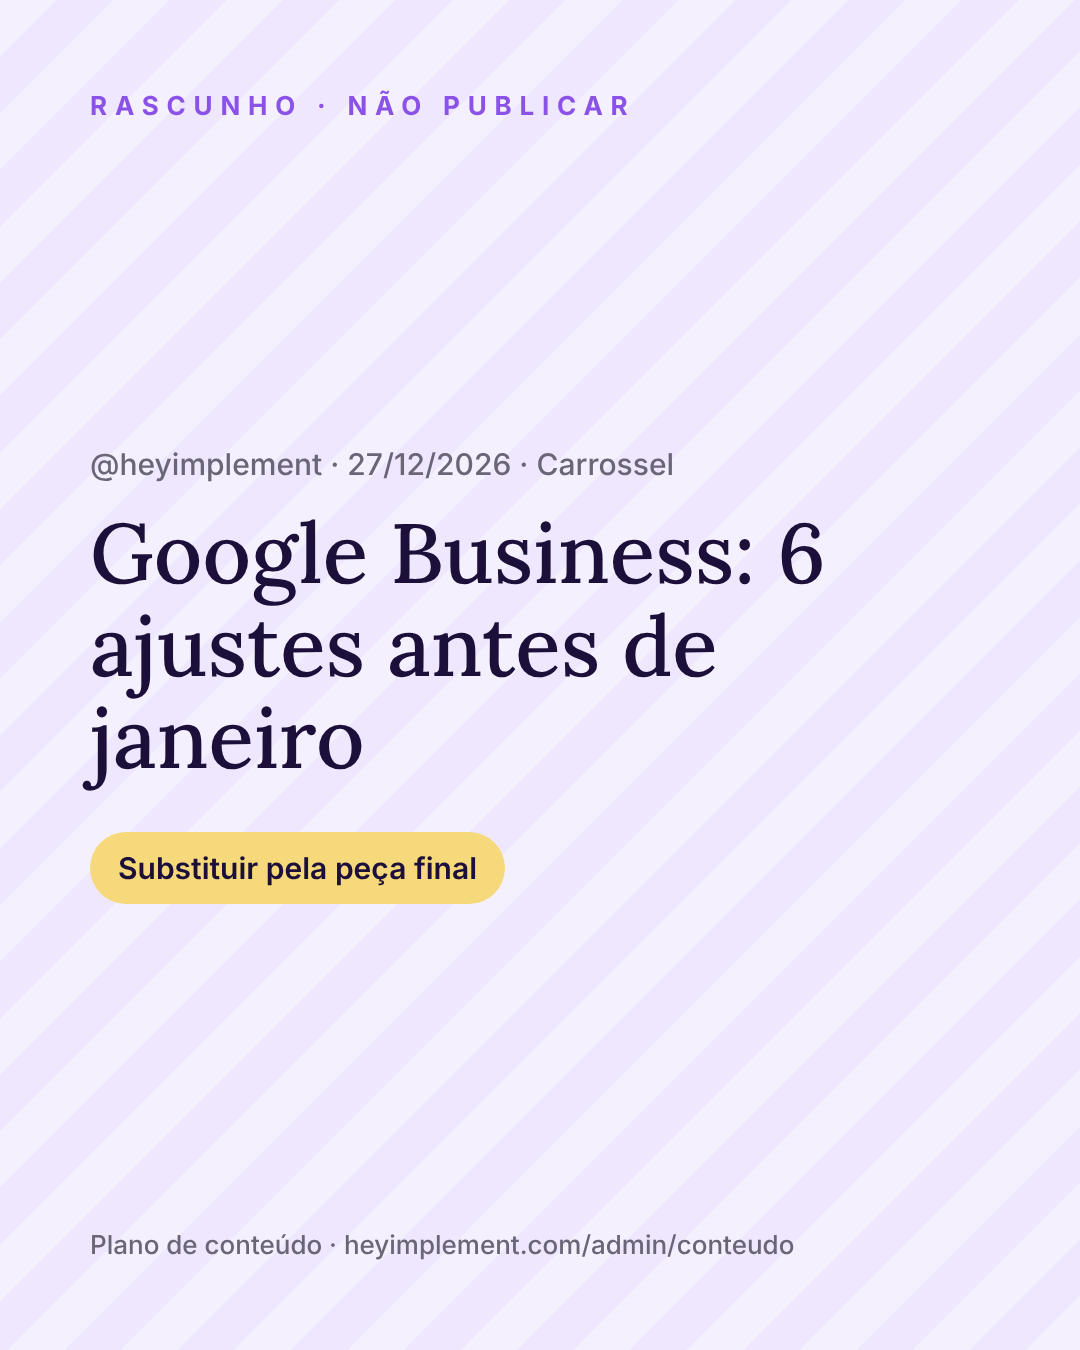 RASCUNHO · NÃO PUBLICAR
@heyimplement · 27/12/2026 · Carrossel
Google Business: 6
ajustes antes de
janeiro
Substituir pela peça final
Plano de conteúdo · heyimplement.com/admin/conteudo